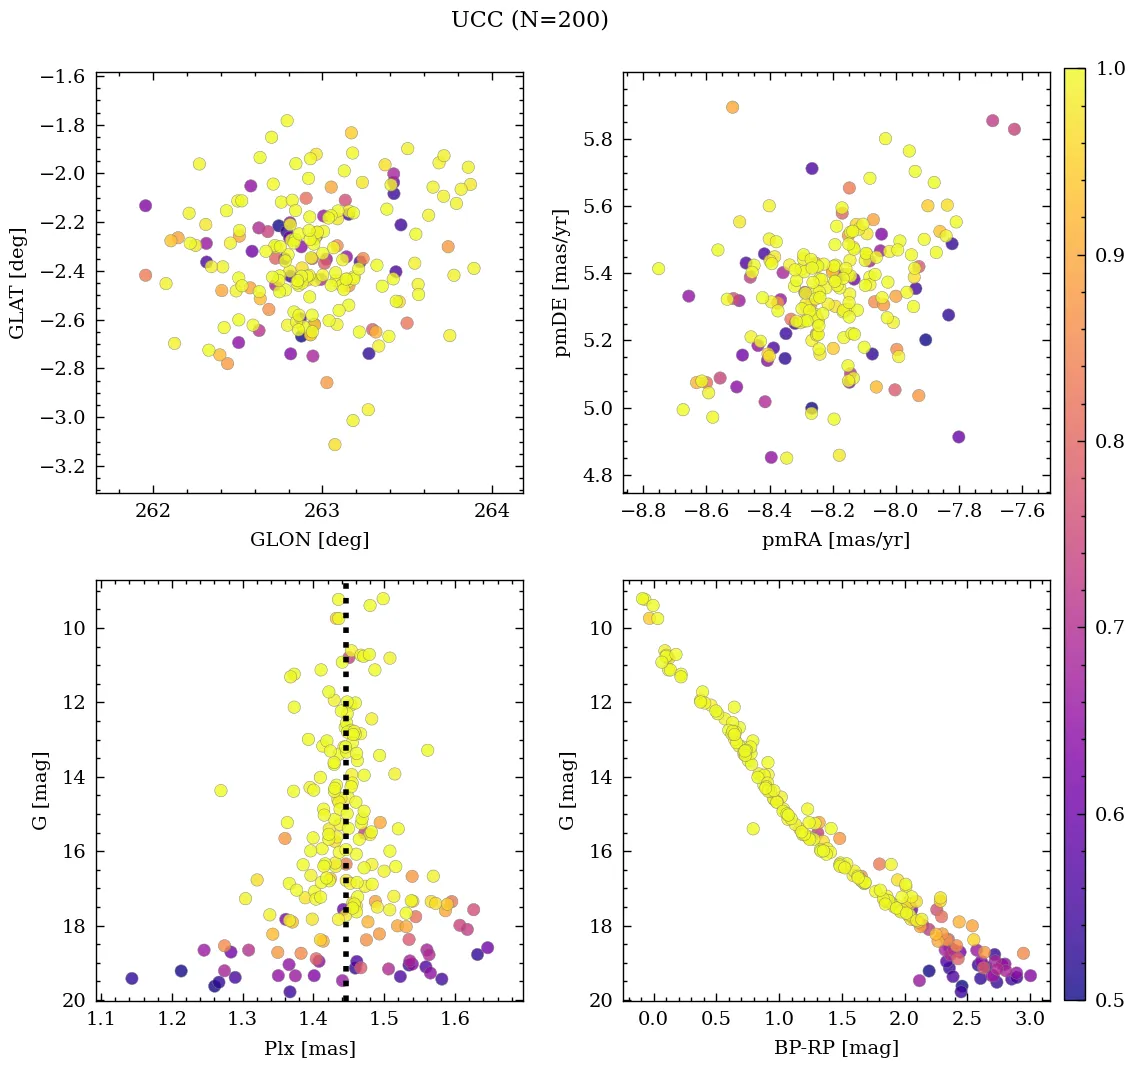 UCC (N=200)
−1.6
−1.8
−2.0
−2.2
−2.4
−2.6
−2.8
−3.0
−3.2
GLAT [deg]
262 263 264
GLON [deg]
5.8
5.6
5.4
5.2
5.0
4.8
pmDE [mas/yr]
−8.8 −8.6 −8.4 −8.2 −8.0 −7.8 −7.6
pmRA [mas/yr]
10
12
14
16
18
20
G [mag]
1.1 1.2 1.3 1.4 1.5 1.6
Plx [mas]
10
12
14
16
18
20
G [mag]
0.0 0.5 1.0 1.5 2.0 2.5 3.0
BP-RP [mag]
1.0
0.9
0.8
0.7
0.6
0.5